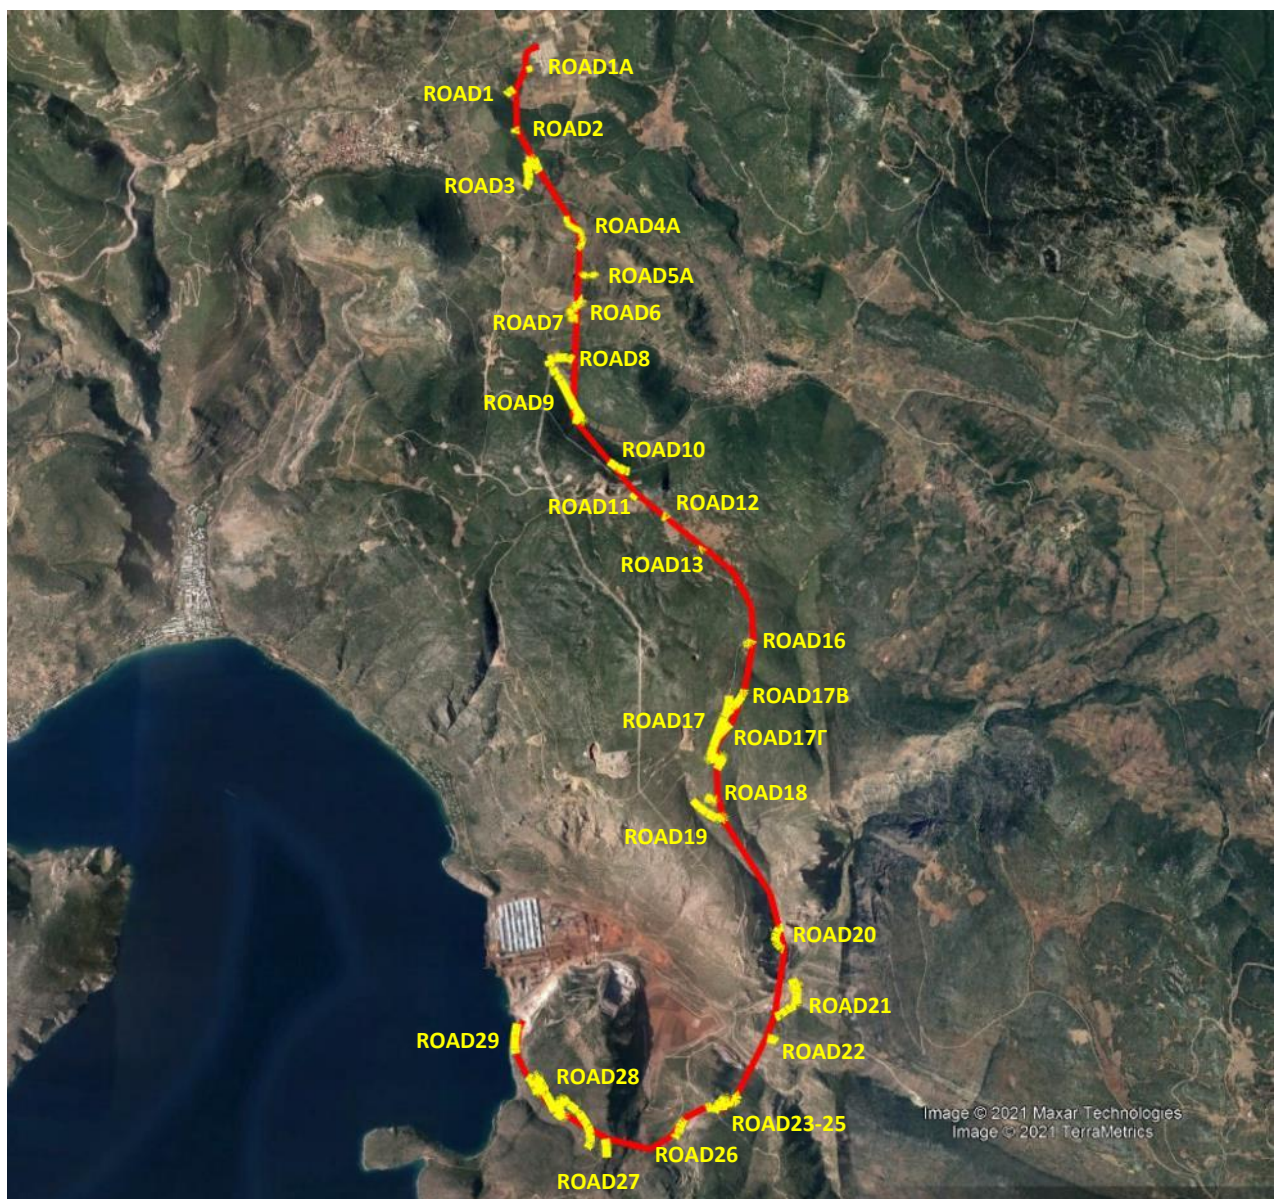 ROAD1A
ROAD1
ROAD2
ROAD3
ROAD4A
ROAD5A
ROAD6
ROAD7
ROAD8
ROAD9
ROAD10
ROAD11
ROAD12
ROAD13
ROAD16
ROAD17B
ROAD17
ROAD17Γ
ROAD18
ROAD19
ROAD20
ROAD21
ROAD22
ROAD29
ROAD28
ROAD23-25
ROAD26
ROAD27
Image © 2021 Maxar Technologies
Image © 2021 TerraMetrics